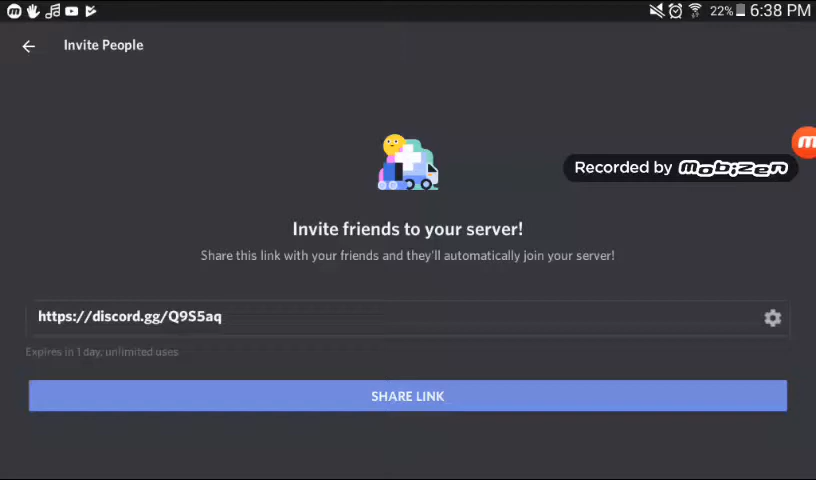 22% 6:38 PM
Invite People
Recorded by mobizen
Invite friends to your server!
Share this link with your friends and they'll automatically join your server!
https://discord.gg/Q9S5aq
Expires in 1 day, unlimited uses
SHARE LINK